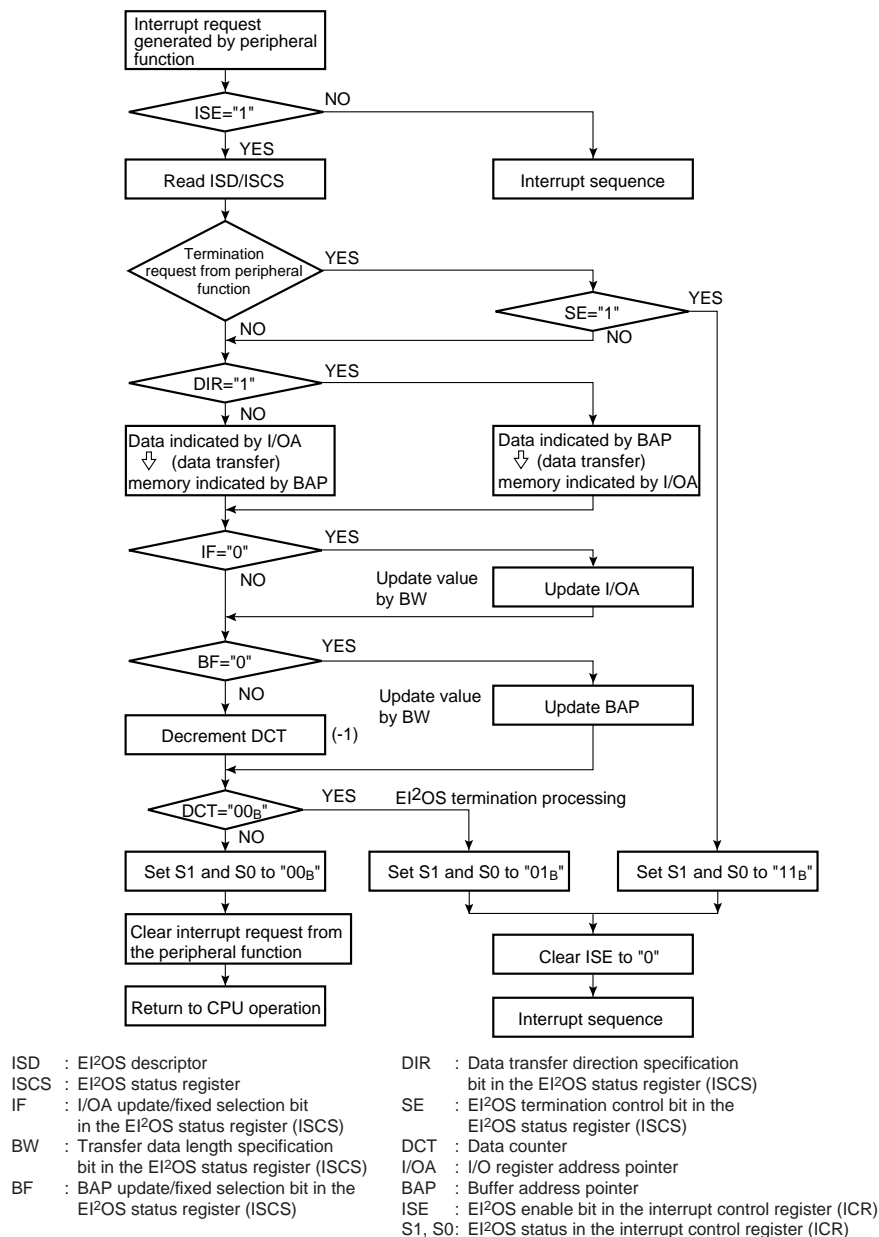 Interrupt request
generated by peripheral
function
ISE="1"
NO
YES
Read ISD/ISCS
Interrupt sequence
Termination
request from peripheral
function
YES
NO
SE="1"
YES
NO
DIR="1"
YES
NO
Data indicated by I/OA
(data transfer)
memory indicated by BAP
Data indicated by BAP
(data transfer)
memory indicated by I/OA
IF="0"
YES
NO
Update value
by BW
Update I/OA
BF="0"
YES
NO
Update value
by BW
Update BAP
Decrement DCT
(-1)
DCT="00B"
YES
EI2OS termination processing
NO
Set S1 and S0 to "00B"
Set S1 and S0 to "01B"
Set S1 and S0 to "11B"
Clear interrupt request from
the peripheral function
Clear ISE to "0"
Return to CPU operation
Interrupt sequence
ISD : EI2OS descriptor
ISCS : EI2OS status register
IF : I/OA update/fixed selection bit
in the EI2OS status register (ISCS)
BW : Transfer data length specification
bit in the EI2OS status register (ISCS)
BF : BAP update/fixed selection bit in the
EI2OS status register (ISCS)
DIR : Data transfer direction specification
bit in the EI2OS status register (ISCS)
SE : EI2OS termination control bit in the
EI2OS status register (ISCS)
DCT : Data counter
I/OA : I/O register address pointer
BAP : Buffer address pointer
ISE : EI2OS enable bit in the interrupt control register (ICR)
S1, S0: EI2OS status in the interrupt control register (ICR)